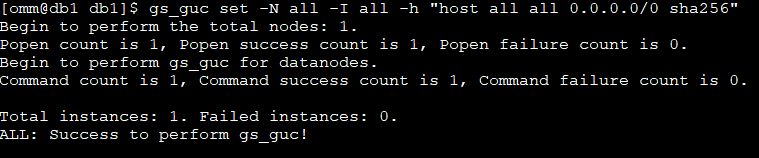 [omm@db1 db1]$ gs_guc set -N all -I all -h "host all all 0.0.0.0/0 sha256"
Begin to perform the total nodes: 1.
Popen count is 1, Popen success count is 1, Popen failure count is 0.
Begin to perform gs_guc for datanodes.
Command count is 1, Command success count is 1, Command failure count is 0.

Total instances: 1. Failed instances: 0.
ALL: Success to perform gs_guc!